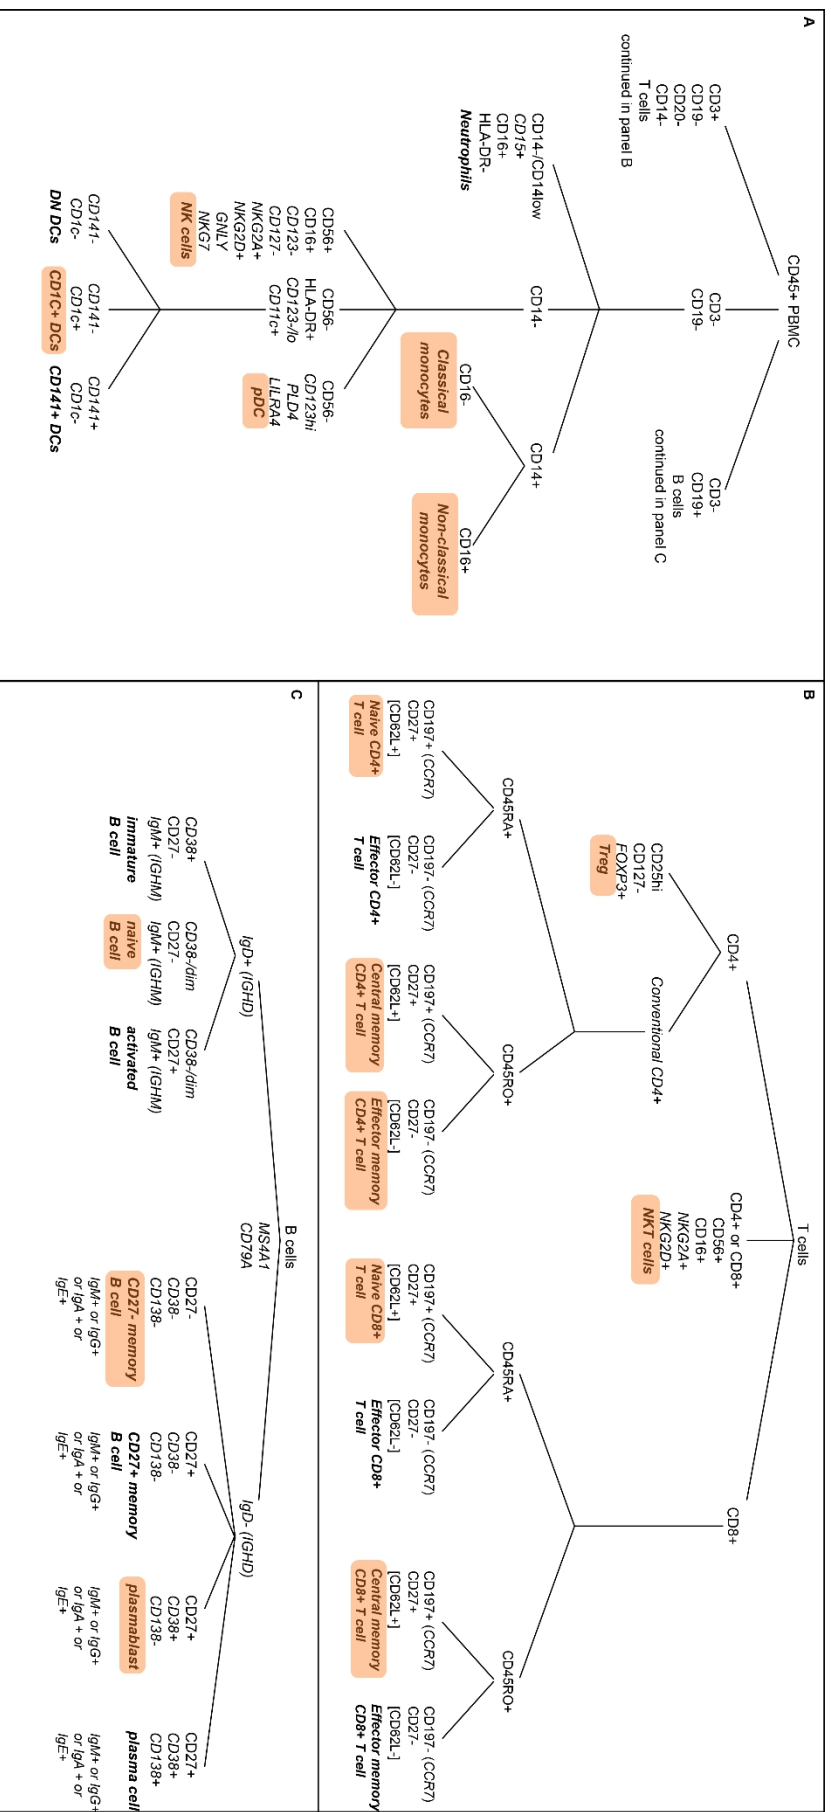 A
CD45+ PBMC
CD3+
CD19-
CD20-
CD14-
T cells
continued in panel B
CD3-
CD19-
CD3-
CD19+
B cells
continued in panel C
CD14-/CD14low
CD15+
CD16+
HLA-DR-
Neutrophils
CD14-
CD14+
CD16-
Classical
monocytes
CD16+
Non-classical
monocytes
CD56+
CD16+
CD123-
CD127-
NKG2A+
NKG2D+
GNLY
NKG7
NK cells
CD56-
HLA-DR+
CD123-/lo
CD11c+
CD56-
CD123hi
PLD4
LILRA4
pDC
CD141-
CD1c-
DN DCs
CD141-
CD1c+
CD1C+ DCs
CD141+
CD1c-
CD141+ DCs
B
T cells
CD4+
CD4+ or CD8+
CD56+
CD16+
NKG2A+
NKG2D+
NKT cells
CD8+
CD25hi
CD127-
FOXP3+
Treg
Conventional CD4+
CD45RA+
CD45RO+
CD45RA+
CD45RO+
CD197+ (CCR7)
CD27+
[CD62L+]
Naive CD4+
T cell
CD197- (CCR7)
CD27-
[CD62L-]
Effector CD4+
T cell
CD197+ (CCR7)
CD27+
[CD62L+]
Central memory
CD4+ T cell
CD197- (CCR7)
CD27-
[CD62L-]
Effector memory
CD4+ T cell
CD197+ (CCR7)
CD27+
[CD62L+]
Naive CD8+
T cell
CD197- (CCR7)
CD27-
[CD62L-]
Effector CD8+
T cell
CD197+ (CCR7)
CD27+
[CD62L+]
Central memory
CD8+ T cell
CD197- (CCR7)
CD27-
[CD62L-]
Effector memory
CD8+ T cell
C
B cells
MS4A1
CD79A
IgD+ (IGHD)
IgD- (IGHD)
CD38+
CD27-
IgM+ (IGHM)
immature
B cell
CD38-/dim
CD27-
IgM+ (IGHM)
naive
B cell
CD38-/dim
CD27+
IgM+ (IGHM)
activated
B cell
CD27-
CD38-
CD138-
CD27- memory
B cell
IgM+ or IgG+
or IgA + or
IgE+
CD27+
CD38-
CD138-
CD27+ memory
B cell
IgM+ or IgG+
or IgA + or
IgE+
CD27+
CD38+
CD138-
plasmablast
IgM+ or IgG+
or IgA + or
IgE+
CD27+
CD38+
CD138+
plasma cell
IgM+ or IgG+
or IgA + or
IgE+